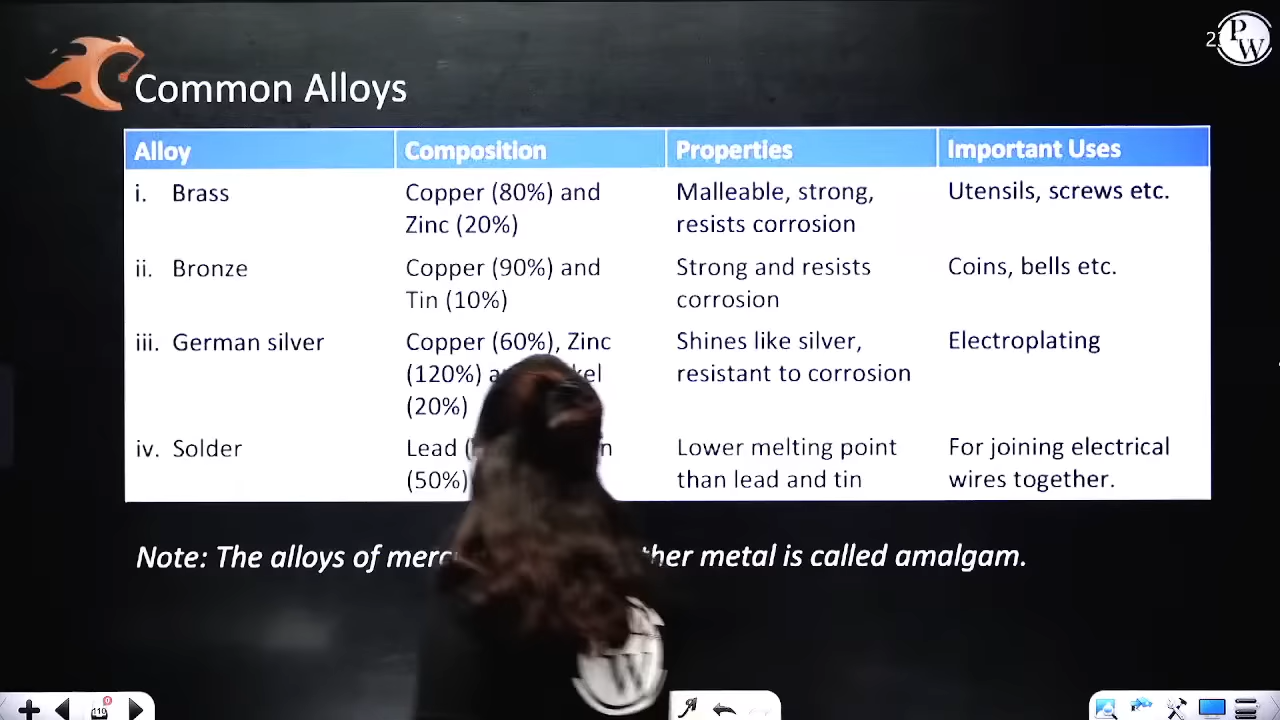 PW
Common Alloys
Alloy Composition Properties Important Uses
i. Brass Copper (80%) and Malleable, strong, Utensils, screws etc.
Zinc (20%) resists corrosion
ii. Bronze Copper (90%) and Strong and resists Coins, bells etc.
Tin (10%) corrosion
iii. German silver Copper (60%), Zinc Shines like silver, Electroplating
(120%) resistant to corrosion
(20%)
iv. Solder Lead Lower melting point For joining electrical
(50%) than lead and tin wires together.
Note: The alloys of metal is called amalgam.
W